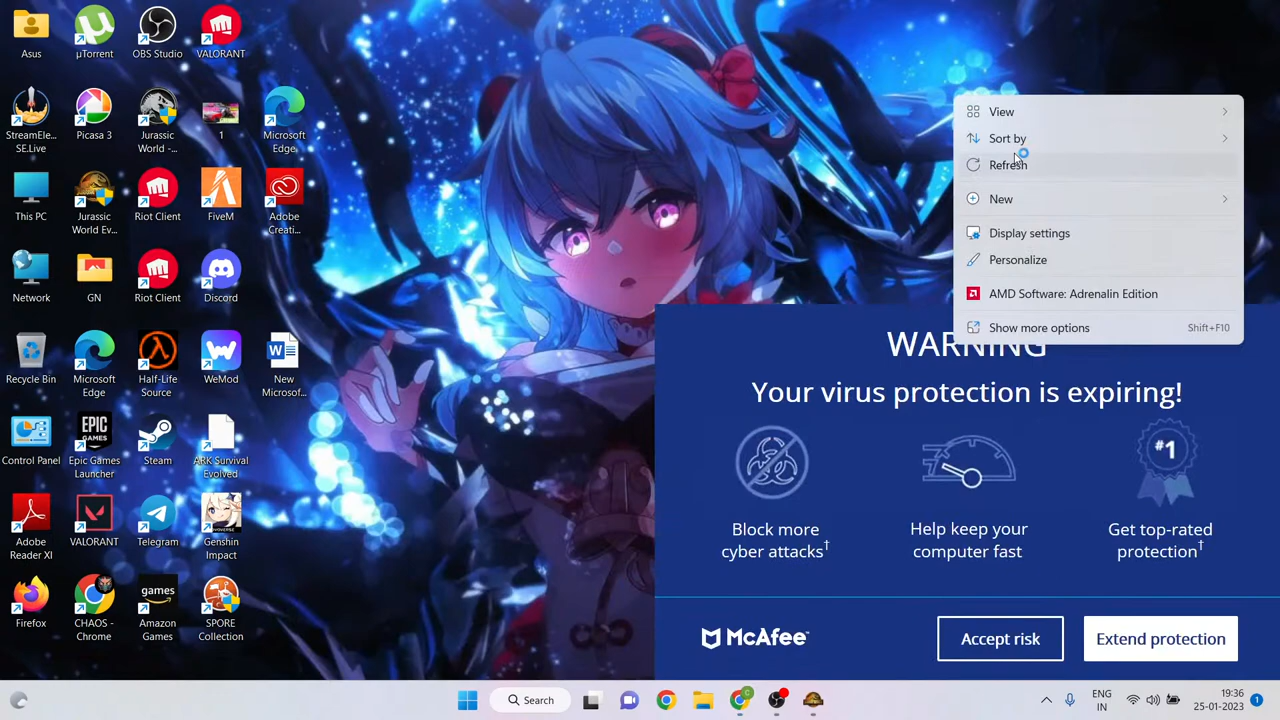 Asus
µTorrent
OBS Studio
VALORANT
StreamEle...
SE.Live
Picasa 3
Jurassic
World -...
1
Microsoft
Edge
This PC
Jurassic
World Ev...
Riot Client
FiveM
Adobe
Creati...
Network
GN
Riot Client
Discord
Recycle Bin
Microsoft
Edge
Half-Life
Source
WeMod
New
Microsof...
Control Panel
EPIC
GAMES
Epic Games
Launcher
Steam
ARK Survival
Evolved
Adobe
Reader XI
VALORANT
Telegram
Genshin
Impact
Firefox
CHAOS -
Chrome
games
Amazon
Games
SPORE
Collection
View
Sort by
Refresh
New
Display settings
Personalize
AMD Software: Adrenalin Edition
Show more options Shift+F10
WARNING
Your virus protection is expiring!
#1
Block more
cyber attacks†
Help keep your
computer fast
Get top-rated
protection†
McAfee™
Accept risk
Extend protection
Search
ENG
IN
19:36
25-01-2023
1